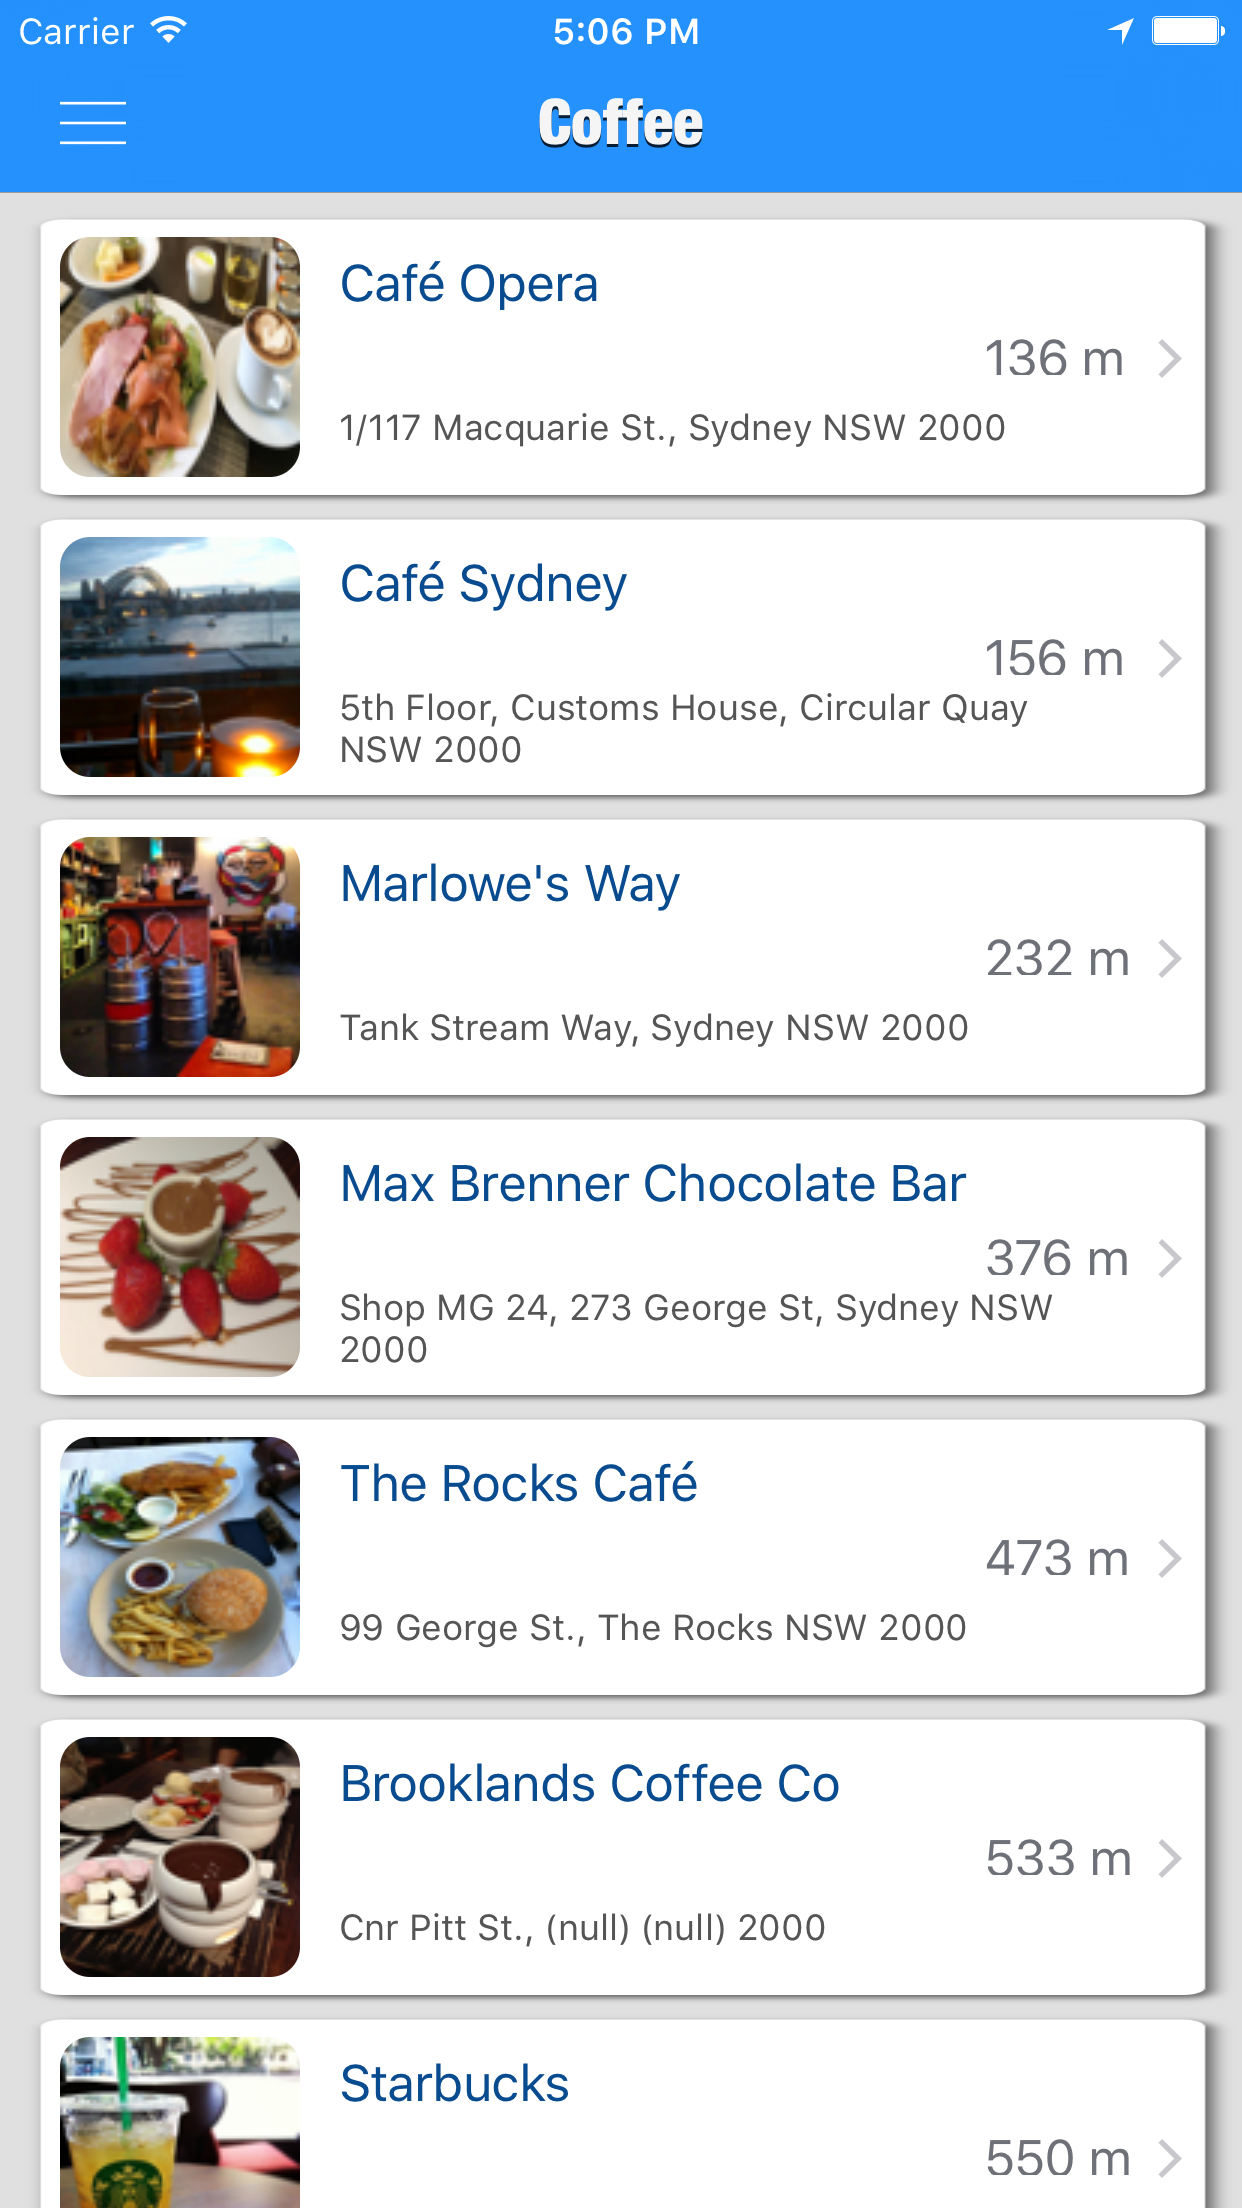 Carrier 5:06 PM
Coffee
Café Opera
136 m
1/117 Macquarie St., Sydney NSW 2000
Café Sydney
156 m
5th Floor, Customs House, Circular Quay
NSW 2000
Marlowe's Way
232 m
Tank Stream Way, Sydney NSW 2000
Max Brenner Chocolate Bar
376 m
Shop MG 24, 273 George St, Sydney NSW
2000
The Rocks Café
473 m
99 George St., The Rocks NSW 2000
Brooklands Coffee Co
533 m
Cnr Pitt St., (null) (null) 2000
Starbucks
550 m